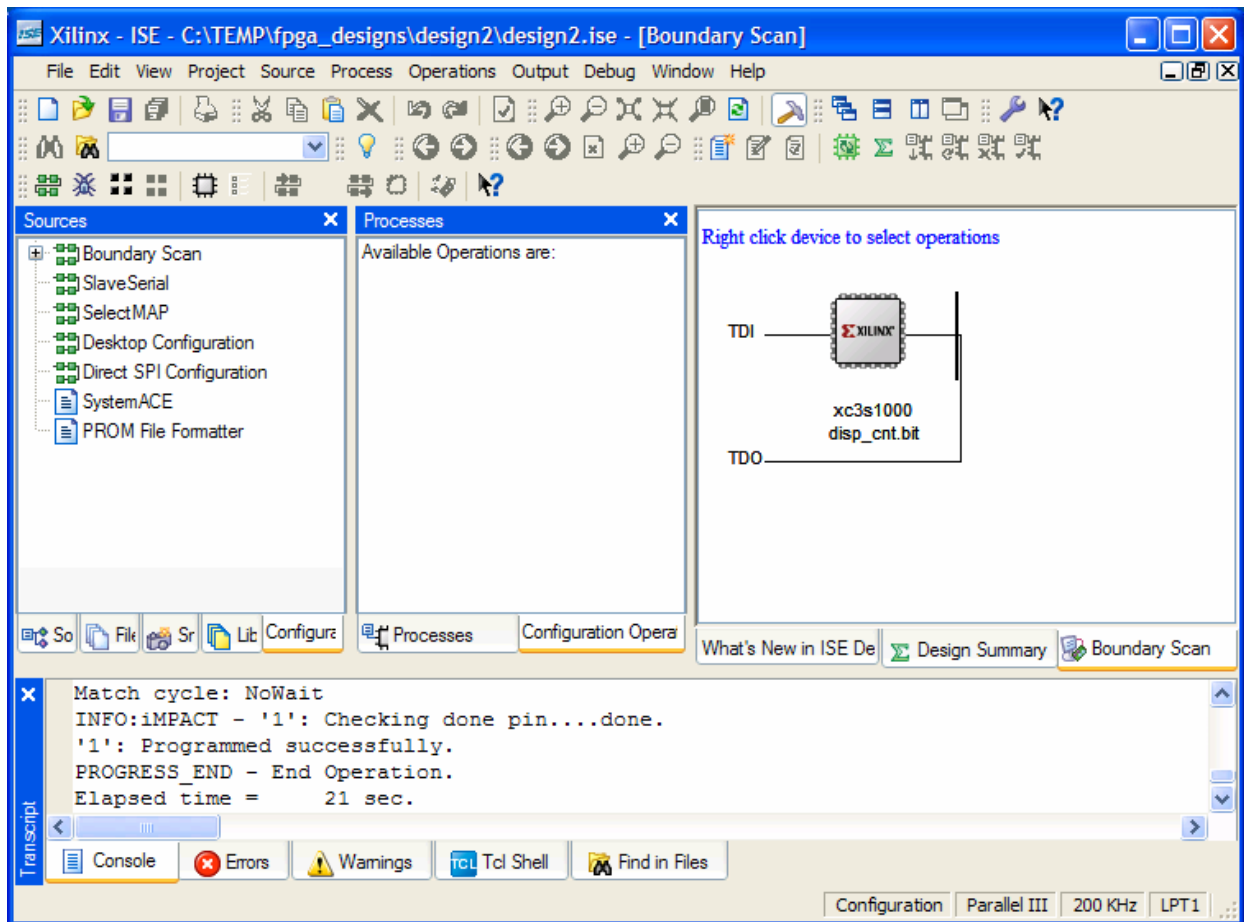 ISE Xilinx - ISE - C:\TEMP\fpga_designs\design2\design2.ise - [Boundary Scan]
File Edit View Project Source Process Operations Output Debug Window Help
Sources
Boundary Scan
SlaveSerial
SelectMAP
Desktop Configuration
Direct SPI Configuration
SystemACE
PROM File Formatter
So File Sr Lib Configura
Processes
Available Operations are:
Processes Configuration Opera
Right click device to select operations
TDI
XILINX
xc3s1000
disp_cnt.bit
TDO
What's New in ISE De Design Summary Boundary Scan
Match cycle: NoWait
INFO:iMPACT - '1': Checking done pin....done.
'1': Programmed successfully.
PROGRESS_END - End Operation.
Elapsed time = 21 sec.
Transcript
Console Errors Warnings TCL Tcl Shell Find in Files
Configuration Parallel III 200 KHz LPT1